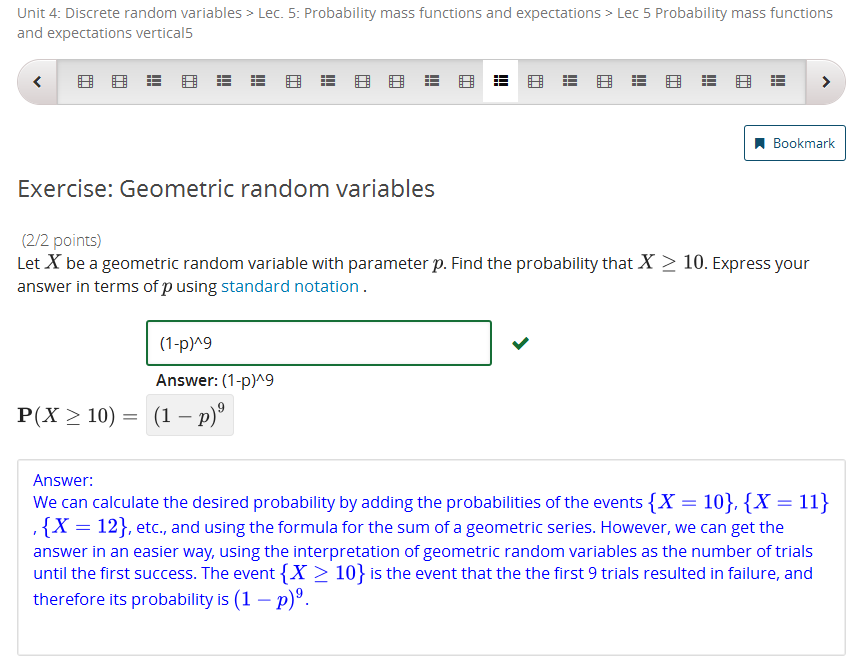 Unit 4: Discrete random variables > Lec. 5: Probability mass functions and expectations > Lec 5 Probability mass functions
and expectations vertical5
Bookmark
Exercise: Geometric random variables
(2/2 points)
Let X be a geometric random variable with parameter p. Find the probability that X ≥ 10. Express your
answer in terms of p using standard notation .
(1-p)^9
Answer: (1-p)^9
P(X ≥ 10) = (1 − p)⁹
Answer:
We can calculate the desired probability by adding the probabilities of the events {X = 10}, {X = 11}
, {X = 12}, etc., and using the formula for the sum of a geometric series. However, we can get the
answer in an easier way, using the interpretation of geometric random variables as the number of trials
until the first success. The event {X ≥ 10} is the event that the the first 9 trials resulted in failure, and
therefore its probability is (1 − p)⁹.